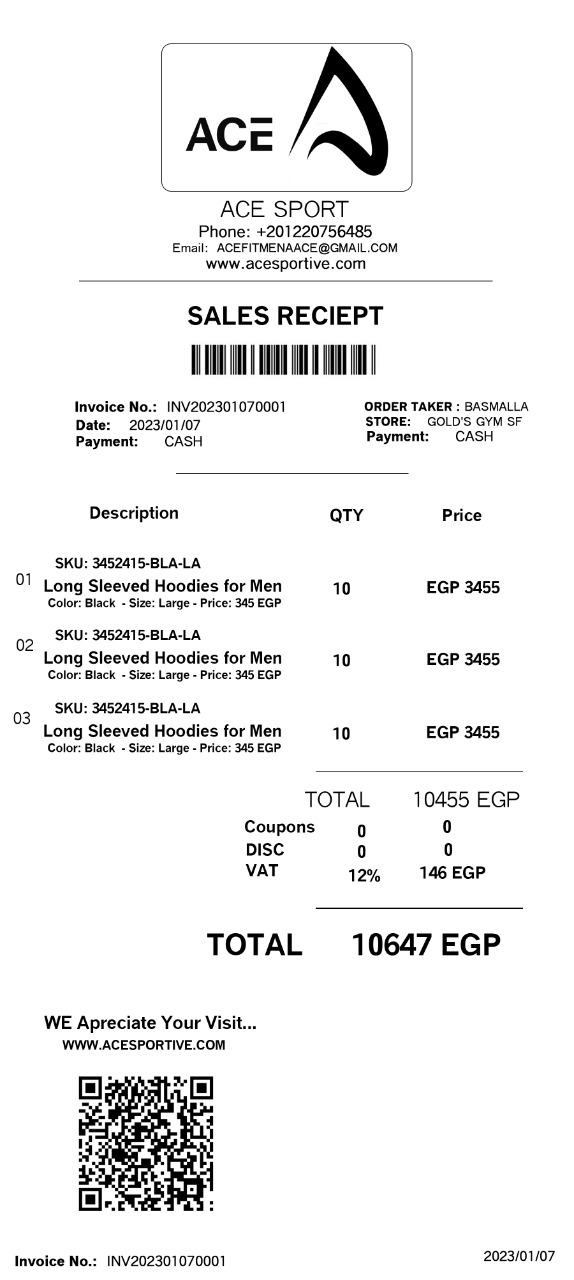 ACE
ACE SPORT
Phone: +201220756485
Email: ACEFITMENAACE@GMAIL.COM
www.acesportive.com
SALES RECIEPT
Invoice No.: INV202301070001
Date: 2023/01/07
Payment: CASH
ORDER TAKER : BASMALLA
STORE: GOLD'S GYM SF
Payment: CASH
Description QTY Price
SKU: 3452415-BLA-LA
01 Long Sleeved Hoodies for Men 10 EGP 3455
Color: Black - Size: Large - Price: 345 EGP
SKU: 3452415-BLA-LA
02 Long Sleeved Hoodies for Men 10 EGP 3455
Color: Black - Size: Large - Price: 345 EGP
SKU: 3452415-BLA-LA
03 Long Sleeved Hoodies for Men 10 EGP 3455
Color: Black - Size: Large - Price: 345 EGP
TOTAL 10455 EGP
Coupons 0 0
DISC 0 0
VAT 12% 146 EGP
TOTAL 10647 EGP
WE Apreciate Your Visit...
WWW.ACESPORTIVE.COM
Invoice No.: INV202301070001 2023/01/07